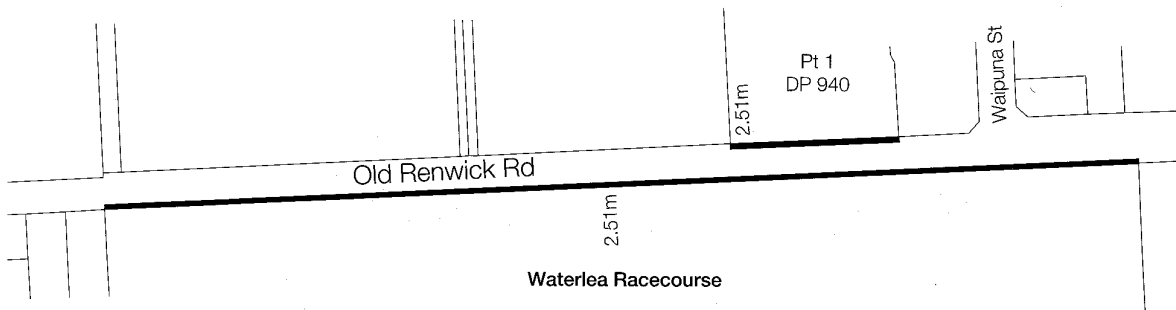 Pt 1
DP 940
Waipuna St
2.51m
Old Renwick Rd
2.51m
Waterlea Racecourse